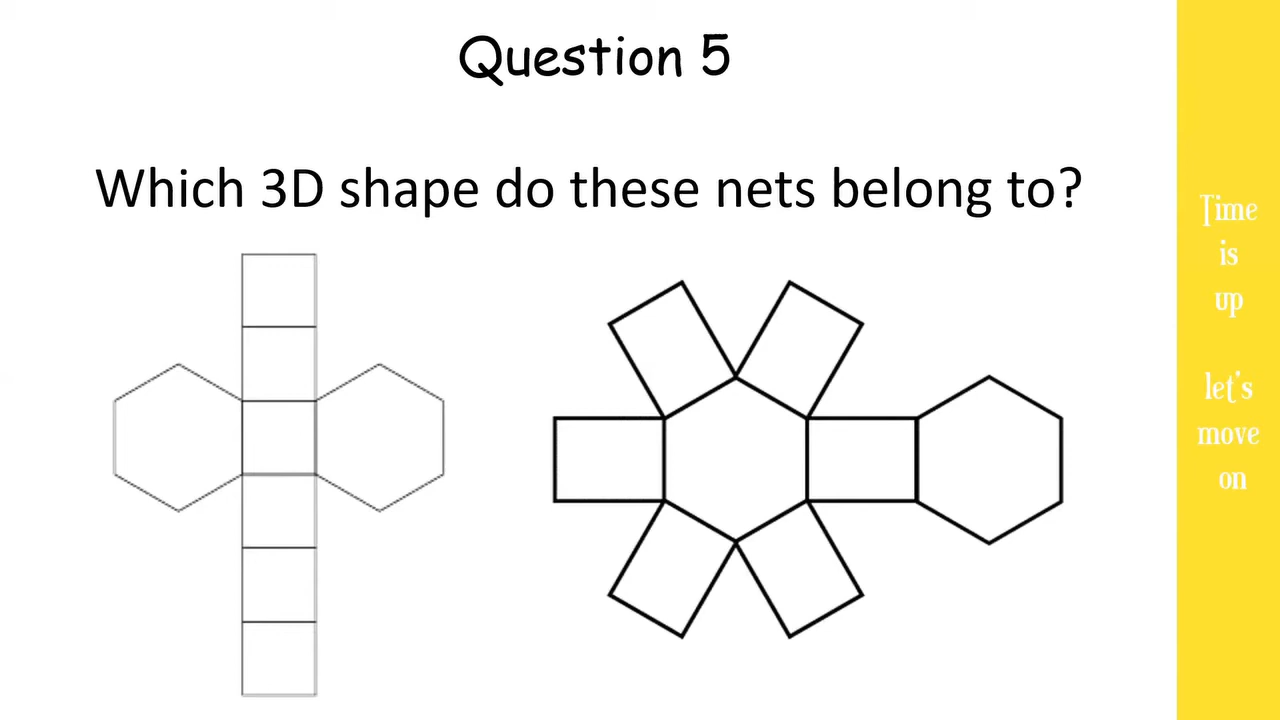 Question 5
Which 3D shape do these nets belong to?
Time
is
up
let's
move
on